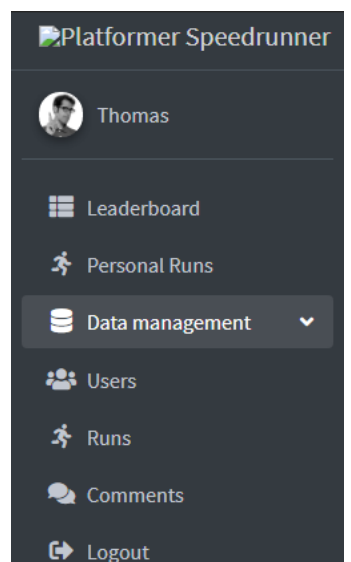 Platformer Speedrunner
Thomas
Leaderboard
Personal Runs
Data management
Users
Runs
Comments
Logout